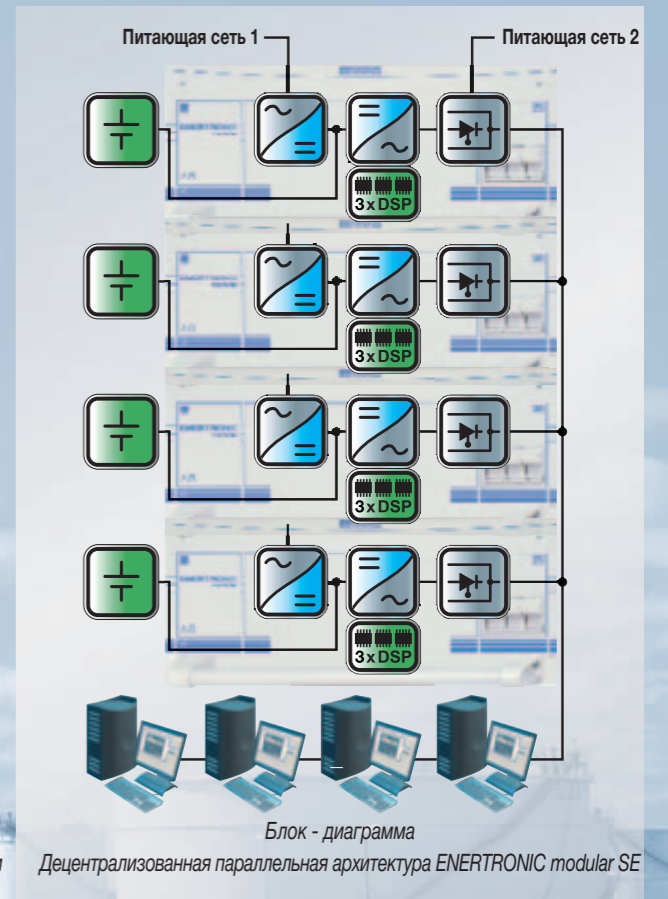 Питающая сеть 1
Питающая сеть 2
3 x DSP
3 x DSP
3 x DSP
3 x DSP
Блок - диаграмма
Децентрализованная параллельная архитектура ENERTRONIC modular SE